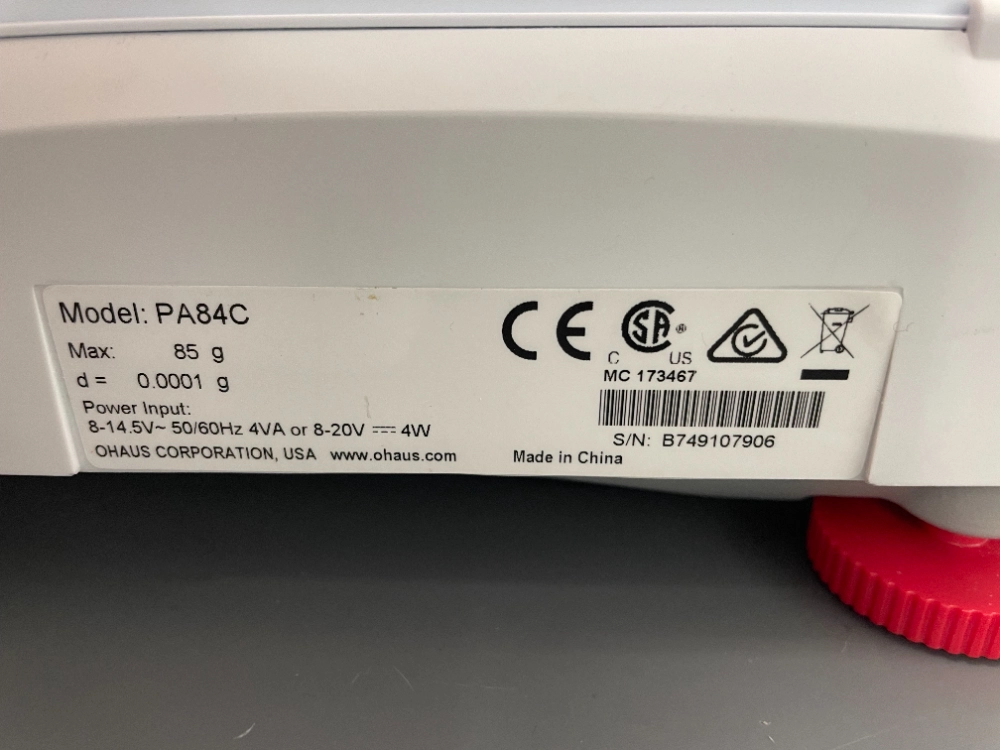 Model: PA84C
Max: 85 g
d = 0.0001 g
Power Input:
8-14.5V~ 50/60Hz 4VA or 8-20V ⎓ 4W
OHAUS CORPORATION, USA www.ohaus.com
CE
C SA ® US
MC 173467
S/N: B749107906
Made in China